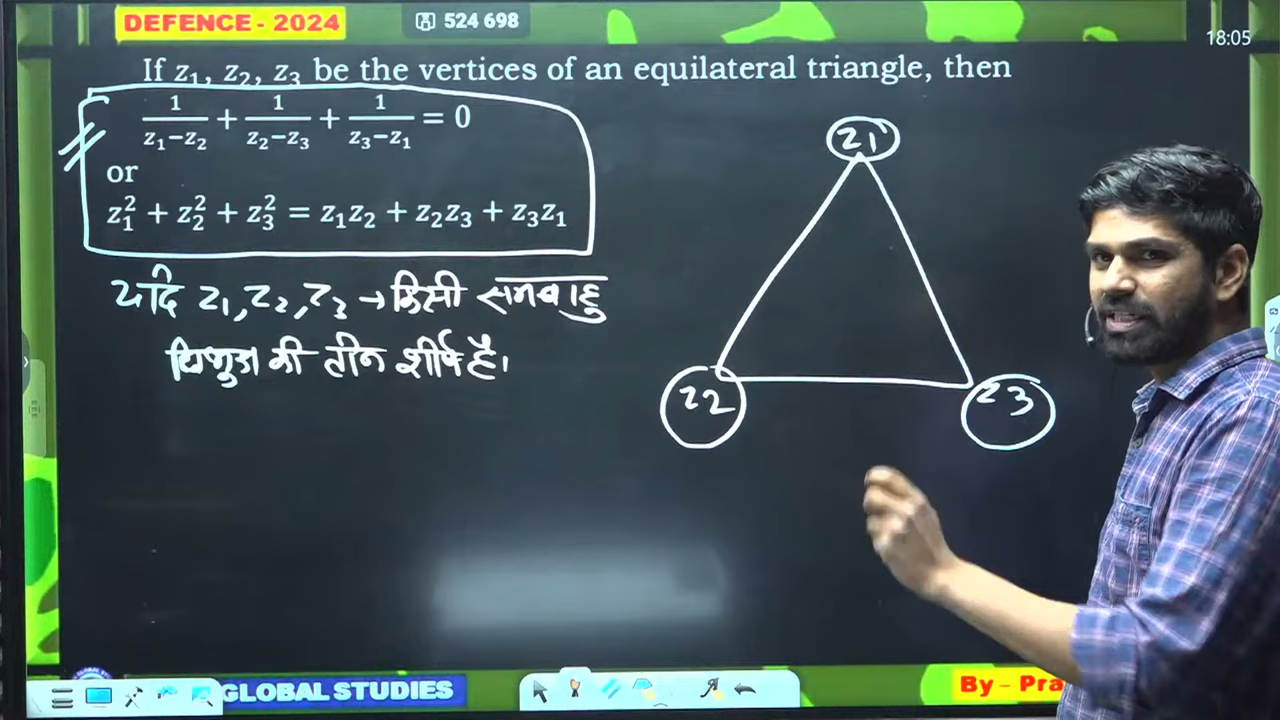 DEFENCE - 2024
524 698
18:05
If z₁, z₂, z₃ be the vertices of an equilateral triangle, then
1/(z₁−z₂) + 1/(z₂−z₃) + 1/(z₃−z₁) = 0
or
z₁² + z₂² + z₃² = z₁z₂ + z₂z₃ + z₃z₁
यदि z₁, z₂, z₃ → किसी समबाहु
त्रिभुज की तीन शीर्ष है।
z1
z2
z3
GLOBAL STUDIES
By – Pra